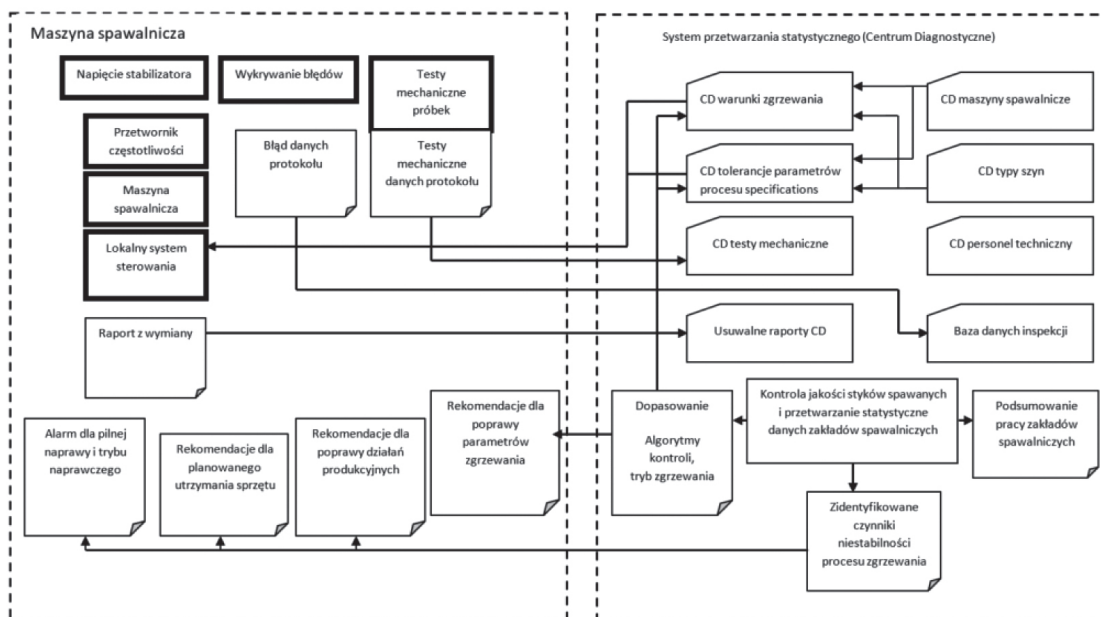 Maszyna spawalnicza
Napięcie stabilizatora
Wykrywanie błędów
Testy
mechaniczne
próbek
Przetwornik
częstotliwości
Błąd danych
protokołu
Testy
mechaniczne
danych protokołu
Maszyna
spawalnicza
Lokalny system
sterowania
Raport z wymiany
Alarm dla pilnej
naprawy i trybu
naprawczego
Rekomendacje dla
planowanego
utrzymania sprzętu
Rekomendacje dla
poprawy działań
produkcyjnych
Rekomendacje dla
poprawy
parametrów
zgrzewania
System przetwarzania statystycznego (Centrum Diagnostyczne)
CD warunki zgrzewania
CD maszyny spawalnicze
CD tolerancje parametrów
procesu specifications
CD typy szyn
CD testy mechaniczne
CD personel techniczny
Usuwalne raporty CD
Baza danych inspekcji
Dopasowanie
Algorytmy
kontroli,
tryb zgrzewania
Kontrola jakości styków spawanych
i przetwarzanie statystyczne
danych zakładów spawalniczych
Podsumowanie
pracy zakładów
spawalniczych
Zidentyfikowane
czynniki
niestabilności
procesu zgrzewania